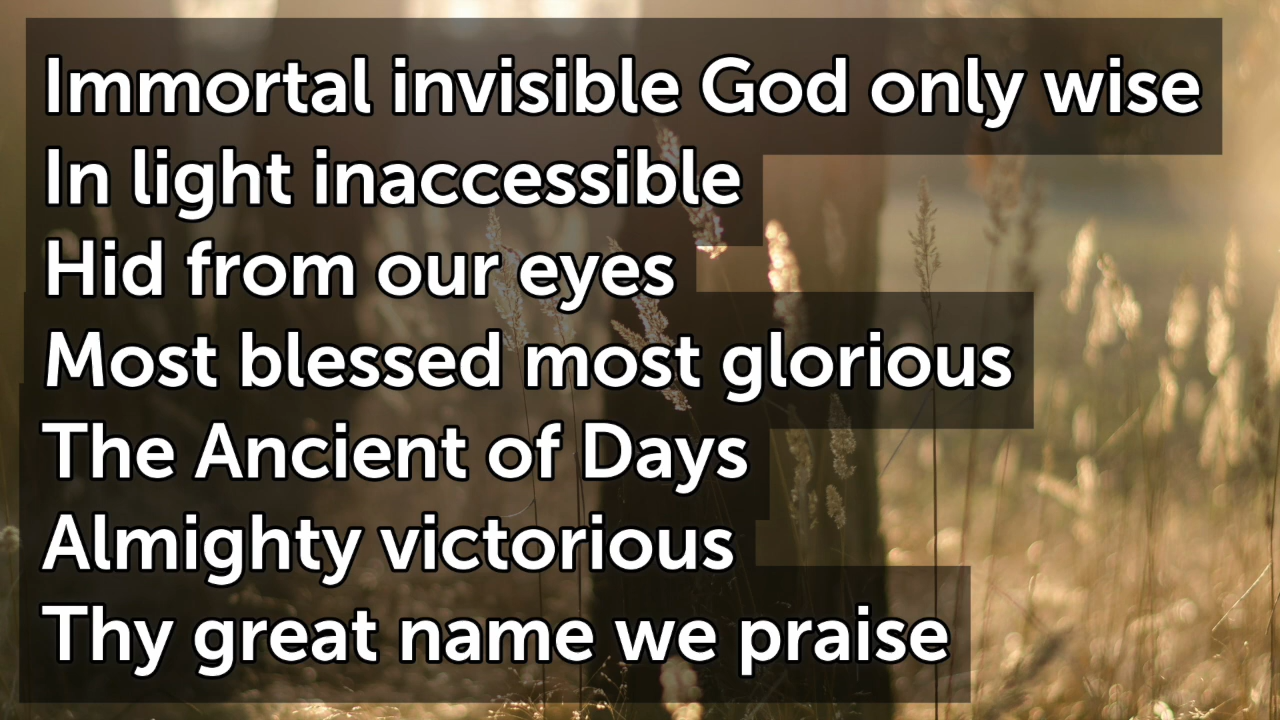 Immortal invisible God only wise
In light inaccessible
Hid from our eyes
Most blessed most glorious
The Ancient of Days
Almighty victorious
Thy great name we praise